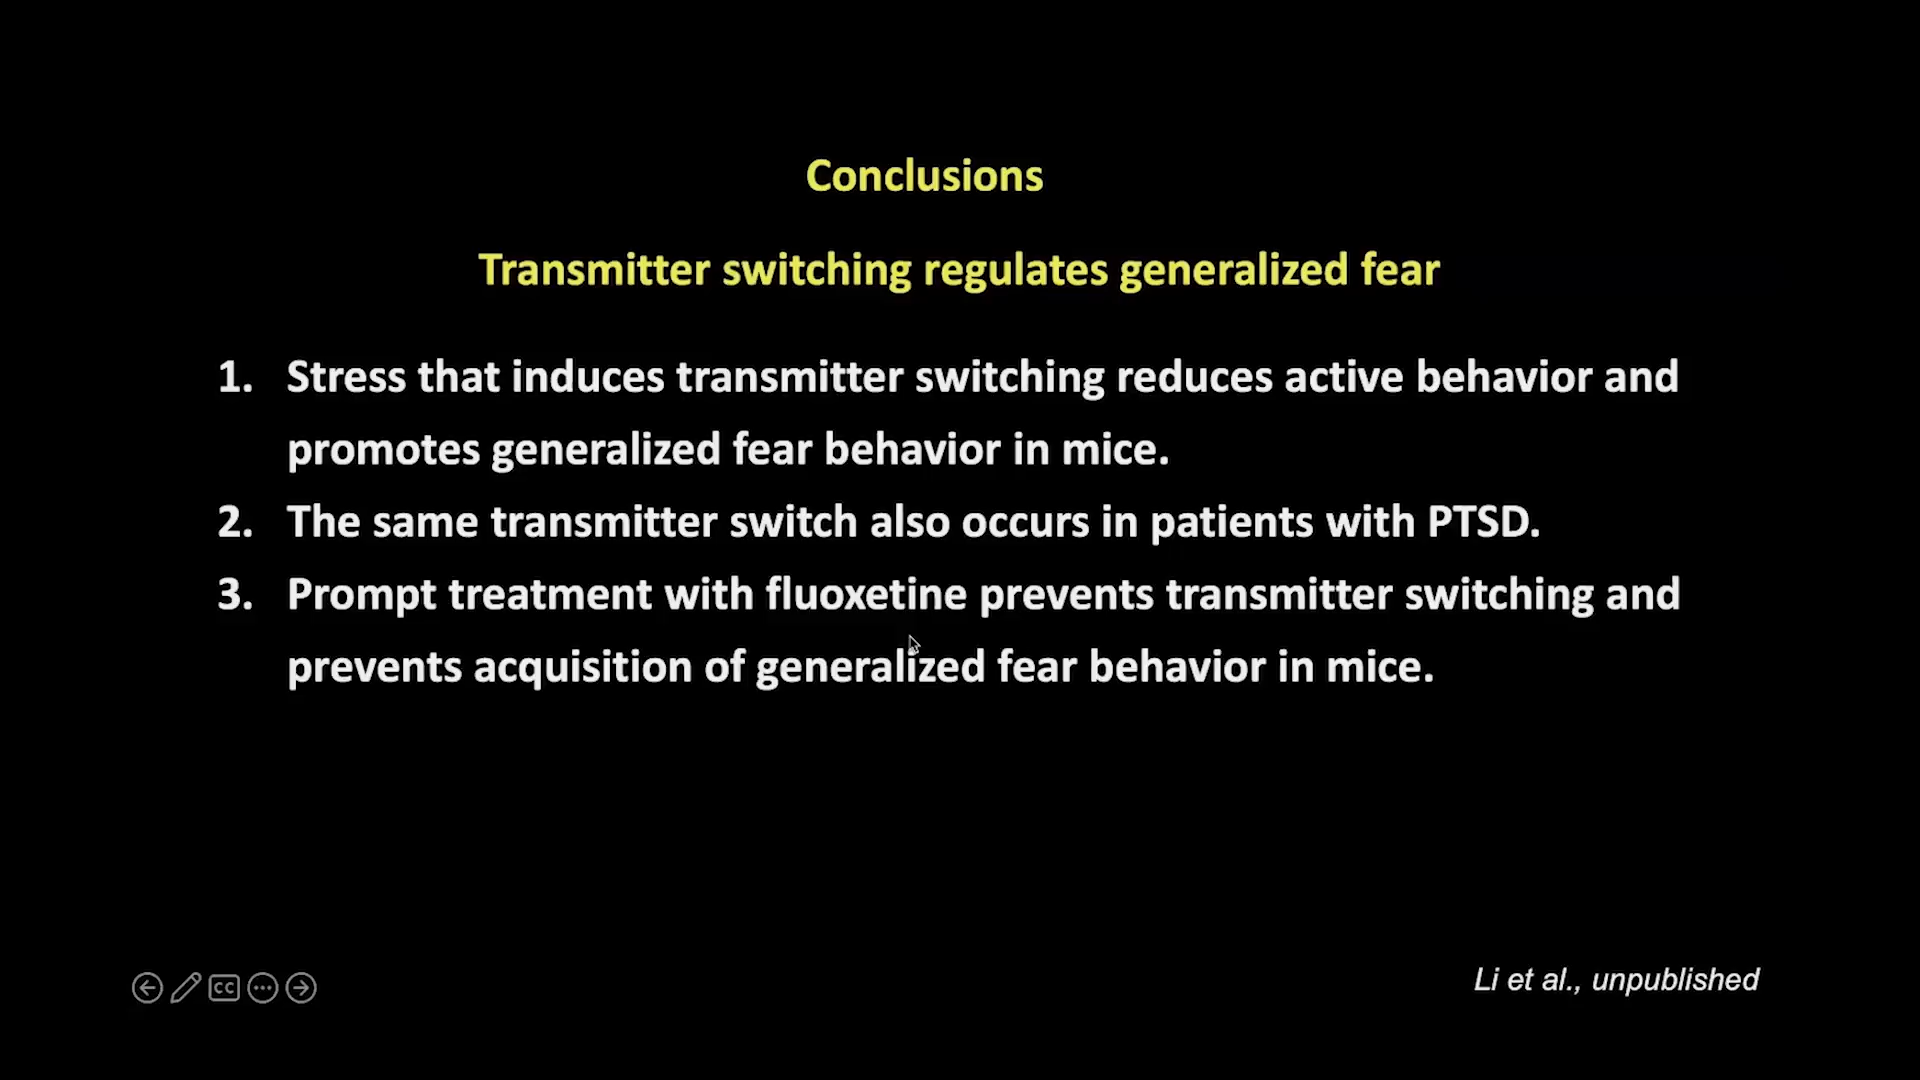 Conclusions
Transmitter switching regulates generalized fear
1. Stress that induces transmitter switching reduces active behavior and
promotes generalized fear behavior in mice.
2. The same transmitter switch also occurs in patients with PTSD.
3. Prompt treatment with fluoxetine prevents transmitter switching and
prevents acquisition of generalized fear behavior in mice.
CC
Li et al., unpublished